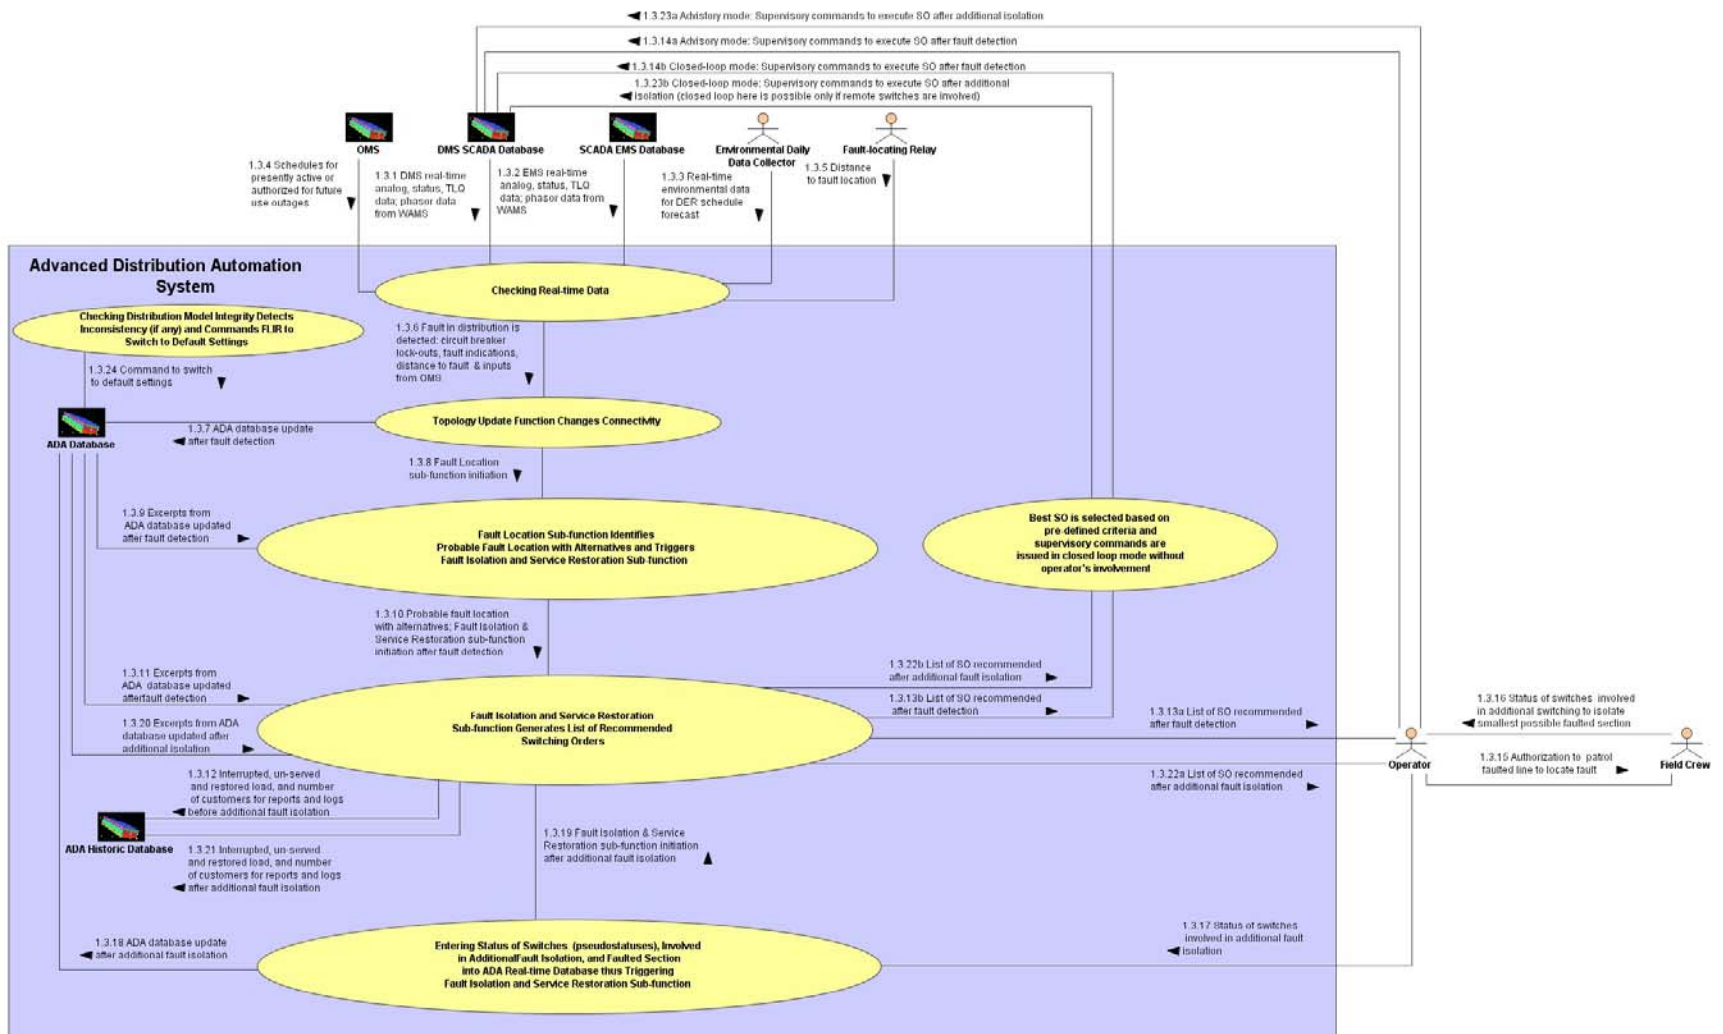 1.3.23a Advistory mode: Supervisory commands to execute SO after additional isolation
1.3.14a Advisory mode: Supervisory commands to execute SO after fault detection
1.3.14b Closed-loop mode: Supervisory commands to execute SO after fault detection
1.3.23b Closed-loop mode: Supervisory commands to execute SO after additional
isolation (closed loop here is possible only if remote switches are involved)
OMS
DMS SCADA Database
SCADA EMS Database
Environmental Daily
Data Collector
Fault-locating Relay
1.3.4 Schedules for
presently active or
authorized for future
use outages
1.3.1 DMS real-time
analog, status, TLQ
data; phasor data
from WAMS
1.3.2 EMS real-time
analog, status, TLQ
data; phasor data from
WAMS
1.3.3 Real-time
environmental data
for DER schedule
forecast
1.3.5 Distance
to fault location
Advanced Distribution Automation
System
Checking Real-time Data
Checking Distribution Model Integrity Detects
Inconsistency (if any) and Commands FLIR to
Switch to Default Settings
1.3.6 Fault in distribution is
detected: circuit breaker
lock-outs, fault indications,
distance to fault & inputs
from OMS
1.3.24 Command to switch
to default settings
ADA Database
1.3.7 ADA database update
after fault detection
Topology Update Function Changes Connectivity
1.3.8 Fault Location
sub-function initiation
1.3.9 Excerpts from
ADA database updated
after fault detection
Fault Location Sub-function Identifies
Probable Fault Location with Alternatives and Triggers
Fault Isolation and Service Restoration Sub-function
Best SO is selected based on
pre-defined criteria and
supervisory commands are
issued in closed loop mode without
operator's involvement
1.3.10 Probable fault location
with alternatives; Fault Isolation &
Service Restoration sub-function
initiation after fault detection
1.3.11 Excerpts from
ADA database updated
afterfault detection
1.3.20 Excerpts from ADA
database updated after
additional isolation
Fault Isolation and Service Restoration
Sub-function Generates List of Recommended
Switching Orders
1.3.22b List of SO recommended
after additional fault isolation
1.3.13b List of SO recommended
after fault detection
1.3.13a List of SO recommended
after fault detection
1.3.16 Status of switches involved
in additional switching to isolate
smallest possible faulted section
Operator
1.3.15 Authorization to patrol
faulted line to locate fault
Field Crew
1.3.22a List of SO recommended
after additional fault isolation
1.3.12 Interrupted, un-served
and restored load, and number
of customers for reports and logs
before additional fault isolation
ADA Historic Database
1.3.21 Interrupted, un-served
and restored load, and number
of customers for reports and logs
after additional fault isolation
1.3.19 Fault Isolation & Service
Restoration sub-function initiation
after additional fault isolation
1.3.18 ADA database update
after additional fault isolation
Entering Status of Switches (pseudostatuses), Involved
in AdditionalFault Isolation, and Faulted Section
into ADA Real-time Database thus Triggering
Fault Isolation and Service Restoration Sub-function
1.3.17 Status of switches
involved in additional fault
isolation